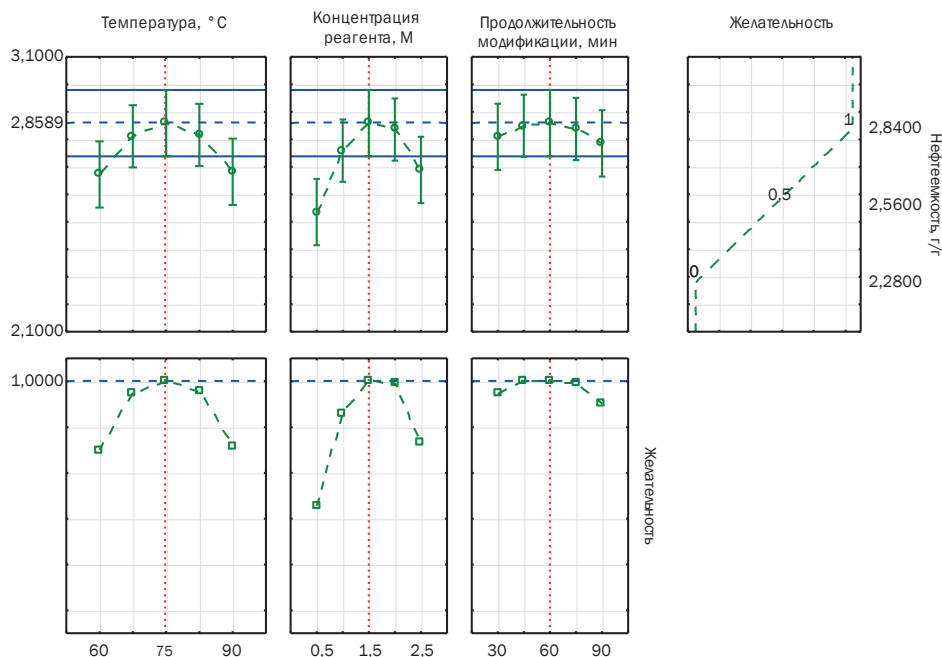 Температура, °С
Концентрация
реагента, М
Продолжительность
модификации, мин
Желательность
3,1000
2,8589
2,1000
1
0,5
0
2,8400
2,5600
2,2800
Нефтеемкость, г/г
1,0000
Желательность
60 75 90
0,5 1,5 2,5
30 60 90